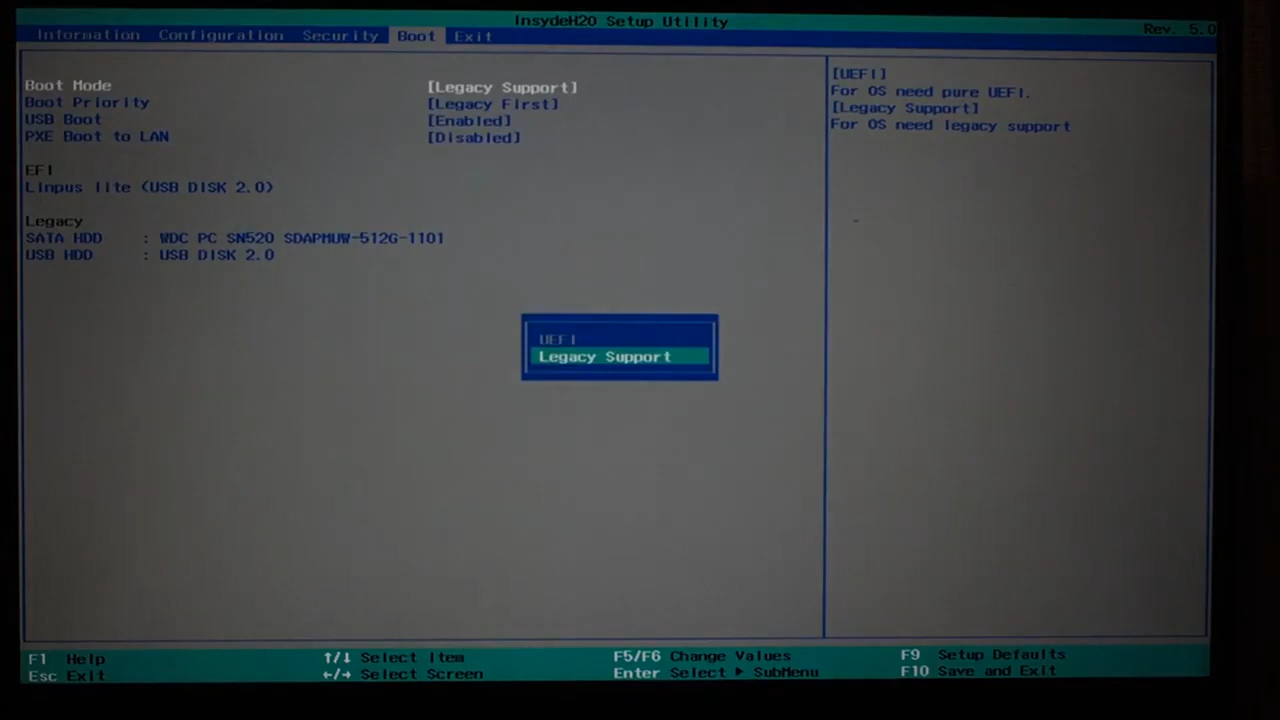 InsydeH20 Setup Utility
Rev. 5.0
Information Configuration Security Boot Exit
Boot Mode [Legacy Support]
Boot Priority [Legacy First]
USB Boot [Enabled]
PXE Boot to LAN [Disabled]
EFI
Linpus lite (USB DISK 2.0)
Legacy
SATA HDD : WDC PC SN520 SDAPMUW-512G-1101
USB HDD : USB DISK 2.0
UEFI
Legacy Support
[UEFI]
For OS need pure UEFI.
[Legacy Support]
For OS need legacy support
F1 Help ↑/↓ Select Item F5/F6 Change Values F9 Setup Defaults
Esc Exit ←/→ Select Screen Enter Select ▶ SubMenu F10 Save and Exit